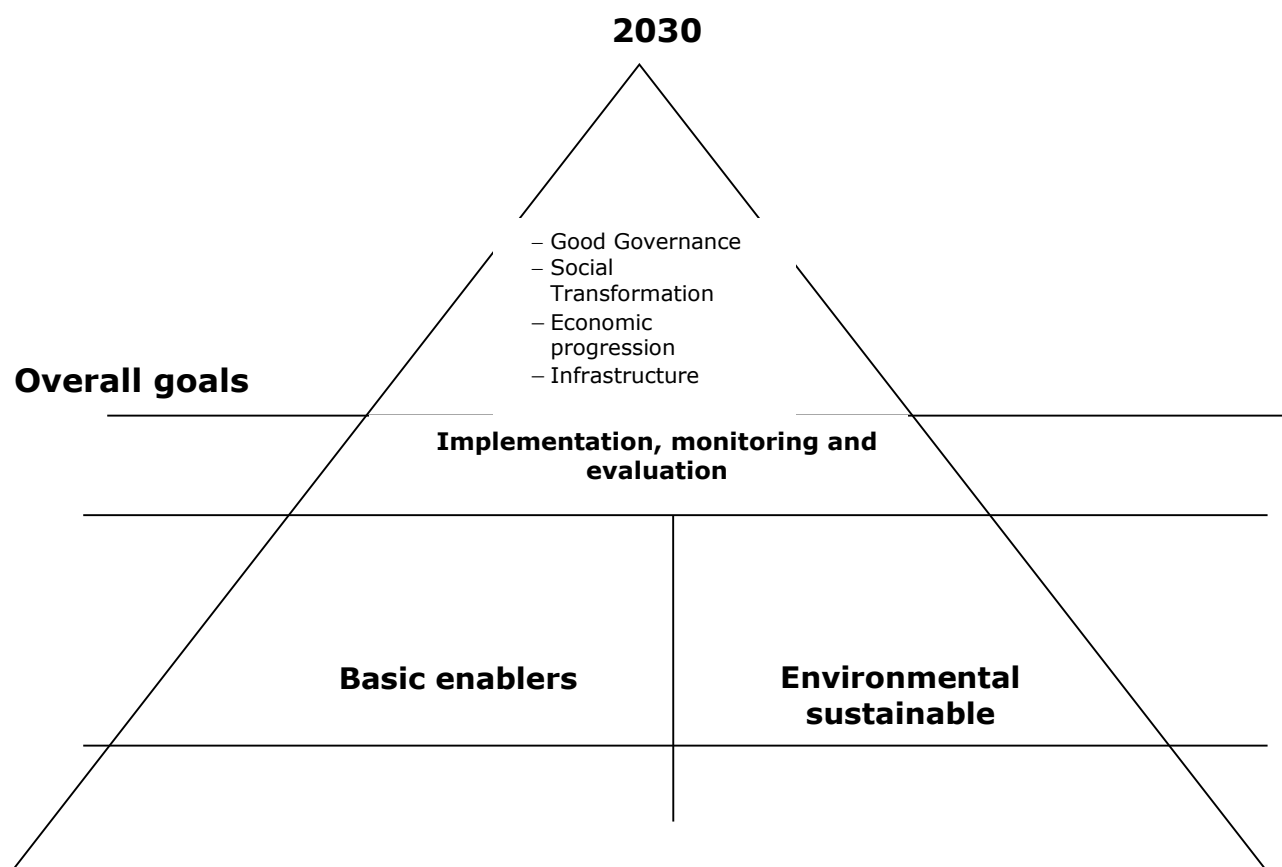 2030
– Good Governance
– Social
Transformation
– Economic
progression
– Infrastructure
Overall goals
Implementation, monitoring and
evaluation
Basic enablers
Environmental
sustainable